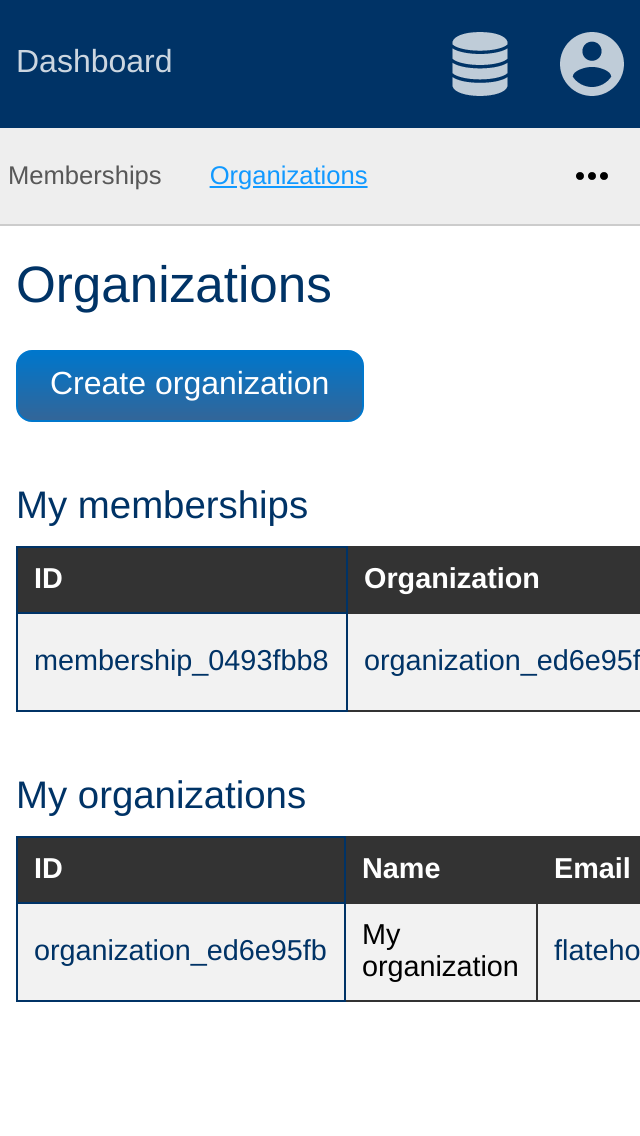 Dashboard
Memberships Organizations •••
Organizations
Create organization
My memberships
ID Organization
membership_0493fbb8 organization_ed6e95f
My organizations
ID Name Email
organization_ed6e95fb My organization flateho